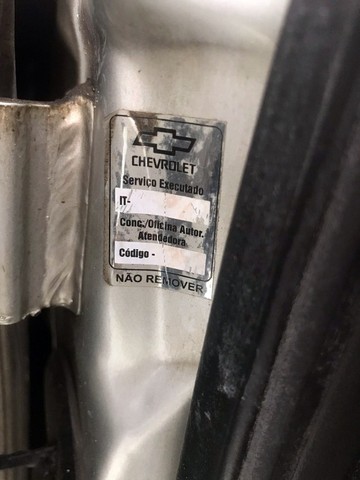 CHEVROLET
Serviço Executado
IT-
Conc./Oficina Autor.
Atendedora
Código -
NÃO REMOVER